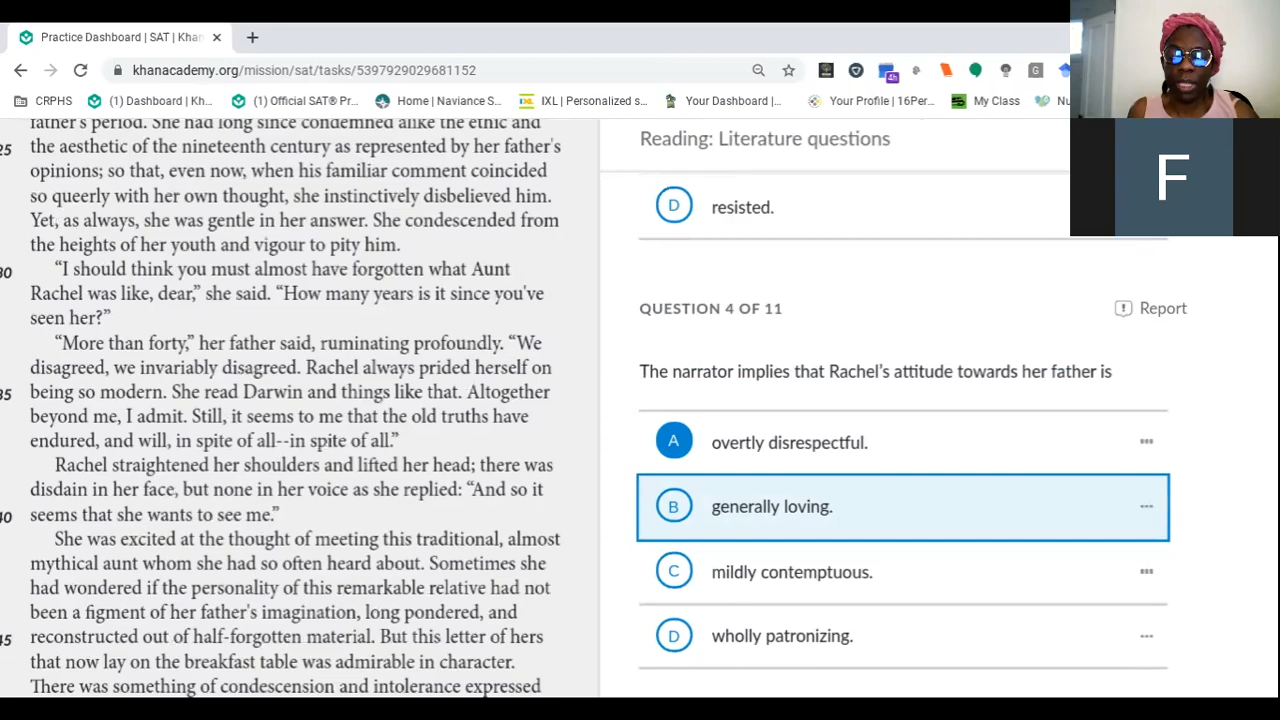 Practice Dashboard | SAT | Khan
khanacademy.org/mission/sat/tasks/5397929029681152
4h
G
CRPHS
(1) Dashboard | Kh...
(1) Official SAT® Pr...
Home | Naviance S...
IXL | Personalized s...
Your Dashboard |...
Your Profile | 16Per...
My Class
Nu
father's period. She had long since condemned alike the ethic and
25 the aesthetic of the nineteenth century as represented by her father's
opinions; so that, even now, when his familiar comment coincided
so queerly with her own thought, she instinctively disbelieved him.
Yet, as always, she was gentle in her answer. She condescended from
the heights of her youth and vigour to pity him.
30 “I should think you must almost have forgotten what Aunt
Rachel was like, dear,” she said. “How many years is it since you've
seen her?”
“More than forty,” her father said, ruminating profoundly. “We
disagreed, we invariably disagreed. Rachel always prided herself on
35 being so modern. She read Darwin and things like that. Altogether
beyond me, I admit. Still, it seems to me that the old truths have
endured, and will, in spite of all--in spite of all.”
Rachel straightened her shoulders and lifted her head; there was
disdain in her face, but none in her voice as she replied: “And so it
40 seems that she wants to see me.”
She was excited at the thought of meeting this traditional, almost
mythical aunt whom she had so often heard about. Sometimes she
had wondered if the personality of this remarkable relative had not
been a figment of her father's imagination, long pondered, and
45 reconstructed out of half-forgotten material. But this letter of hers
that now lay on the breakfast table was admirable in character.
There was something of condescension and intolerance expressed
Reading: Literature questions
D resisted.
QUESTION 4 OF 11
Report
The narrator implies that Rachel’s attitude towards her father is
A overtly disrespectful.
B generally loving.
C mildly contemptuous.
D wholly patronizing.
F